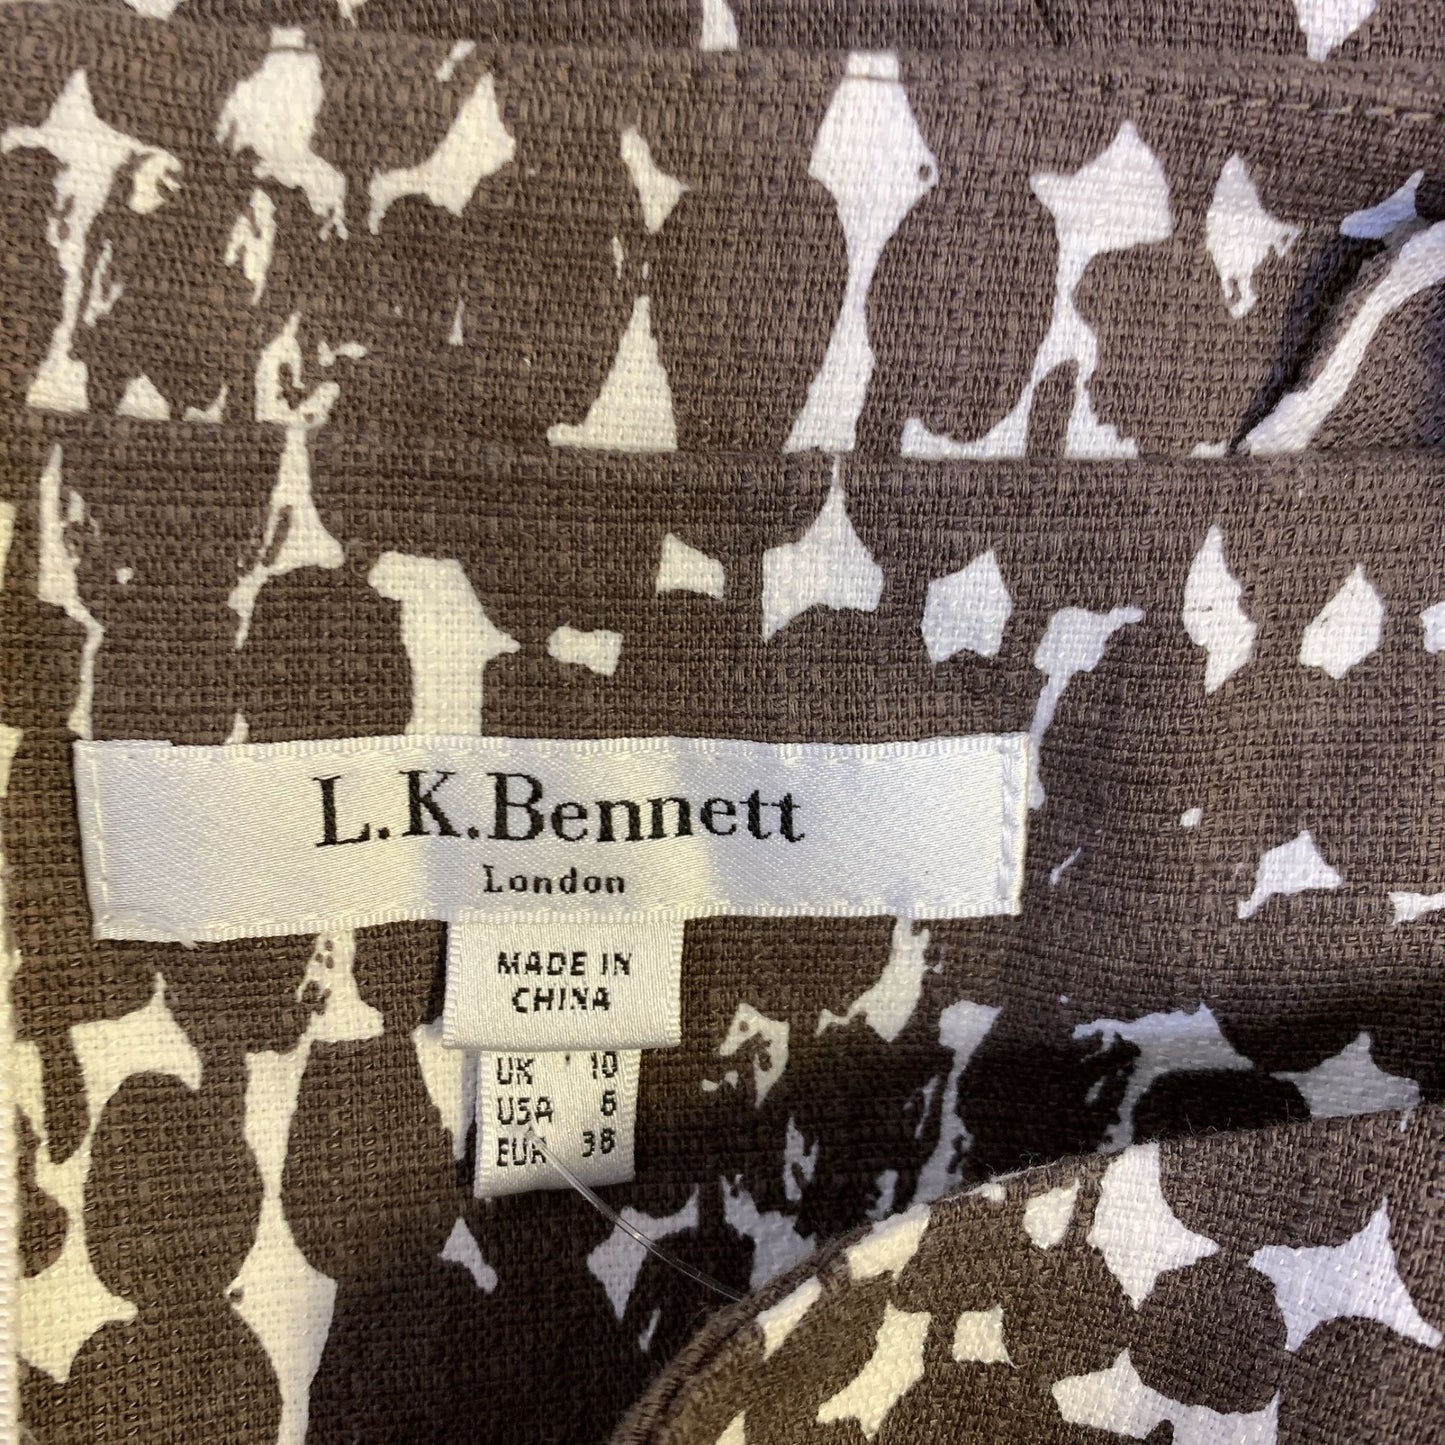 L.K.Bennett
London
MADE IN
CHINA
UK 10
USA 6
EUR 38